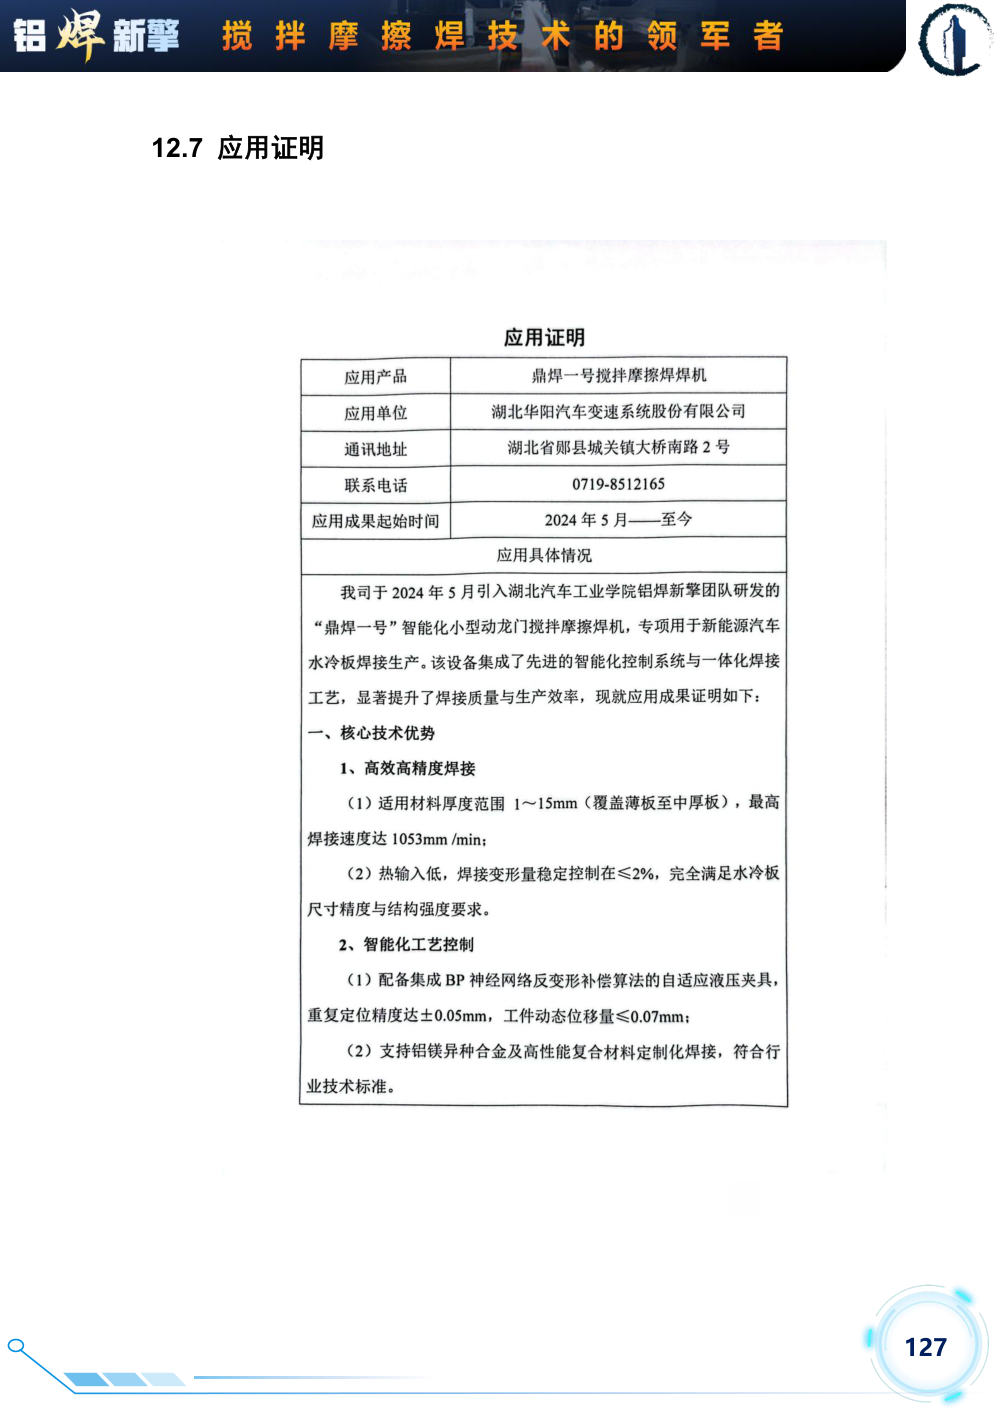 铝焊新擎 搅拌摩擦焊技术的领军者
12.7 应用证明
应用证明
应用产品 鼎焊一号搅拌摩擦焊焊机
应用单位 湖北华阳汽车变速系统股份有限公司
通讯地址 湖北省郧县城关镇大桥南路 2 号
联系电话 0719-8512165
应用成果起始时间 2024 年 5 月——至今
应用具体情况
我司于 2024 年 5 月引入湖北汽车工业学院铝焊新擎团队研发的
“鼎焊一号”智能化小型动龙门搅拌摩擦焊机，专项用于新能源汽车
水冷板焊接生产。该设备集成了先进的智能化控制系统与一体化焊接
工艺，显著提升了焊接质量与生产效率，现就应用成果证明如下：
一、核心技术优势
1、高效高精度焊接
（1）适用材料厚度范围 1～15mm（覆盖薄板至中厚板），最高
焊接速度达 1053mm /min；
（2）热输入低，焊接变形量稳定控制在≤2%，完全满足水冷板
尺寸精度与结构强度要求。
2、智能化工艺控制
（1）配备集成 BP 神经网络反变形补偿算法的自适应液压夹具，
重复定位精度达±0.05mm，工件动态位移量≤0.07mm；
（2）支持铝镁异种合金及高性能复合材料定制化焊接，符合行
业技术标准。
127